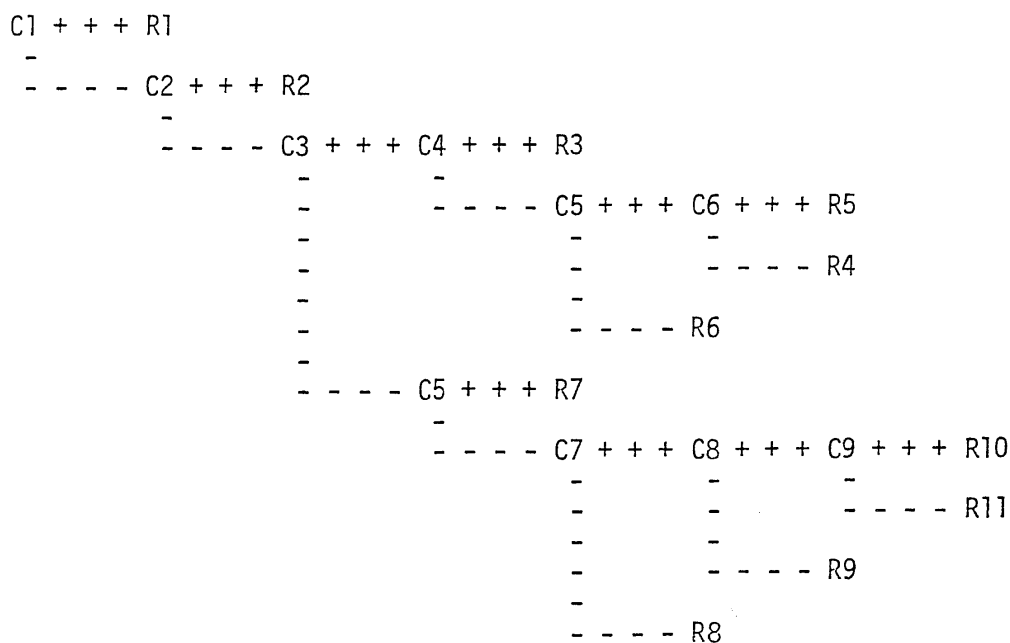 C1 + + + R1
-
- - - - C2 + + + R2
-
- - - - C3 + + + C4 + + + R3
- -
- - - - - C5 + + + C6 + + + R5
- - -
- - - - - - R4
- -
- - - - - R6
-
- - - - C5 + + + R7
-
- - - - C7 + + + C8 + + + C9 + + + R10
- - -
- - - - - - R11
- -
- - - - - R9
-
- - - - R8